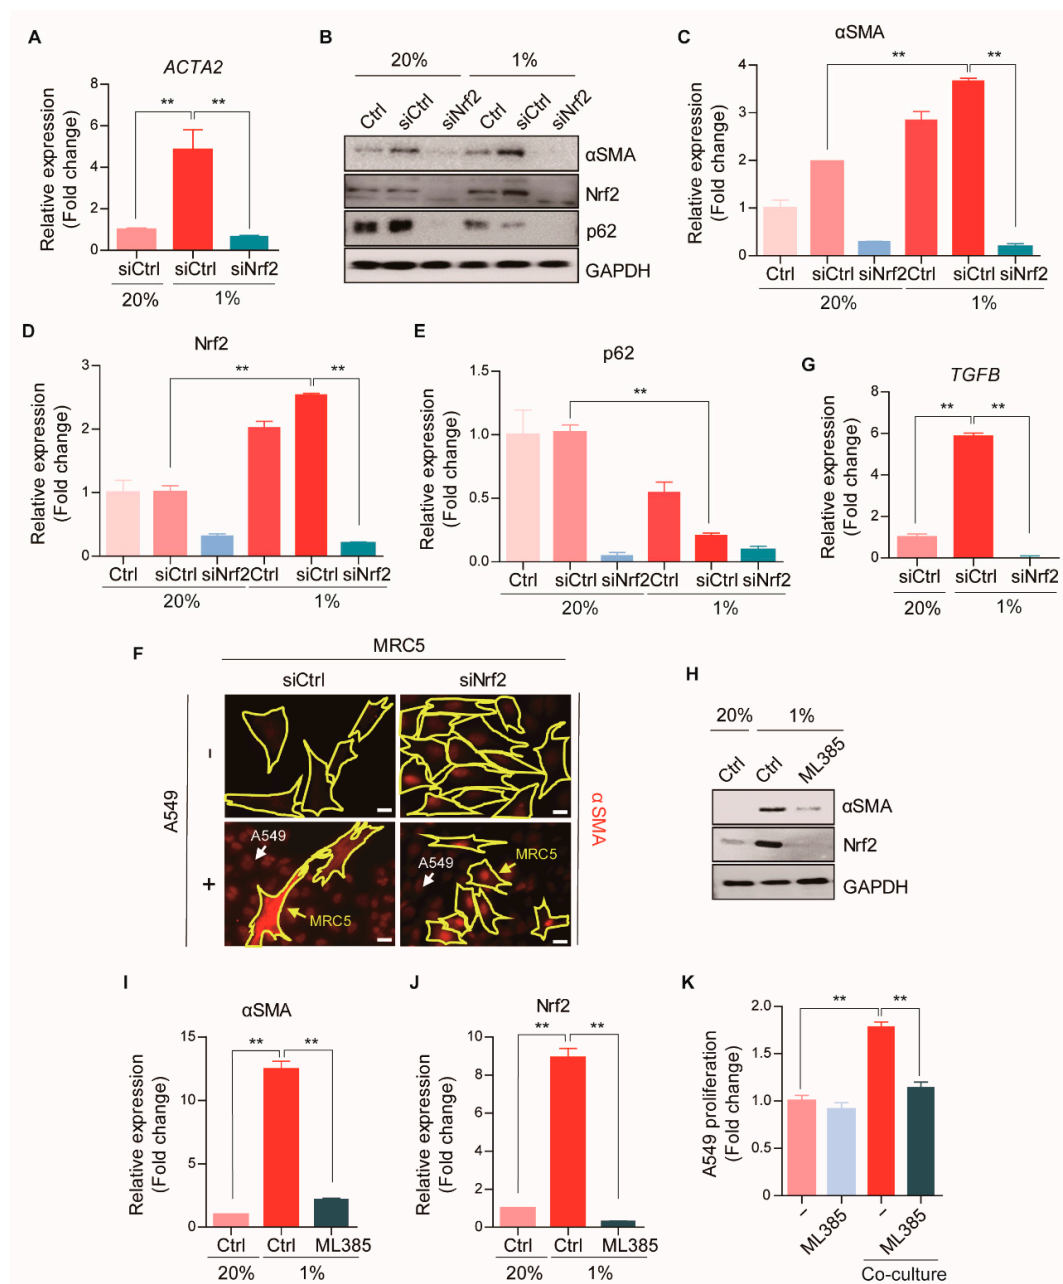 A
ACTA2
Relative expression
(Fold change)
8
6
4
2
0
**
**
siCtrl
siCtrl
siNrf2
20%
1%
B
20%
1%
Ctrl
siCtrl
siNrf2
Ctrl
siCtrl
siNrf2
αSMA
Nrf2
p62
GAPDH
C
αSMA
Relative expression
(Fold change)
4
3
2
1
0
**
**
Ctrl
siCtrl
siNrf2
Ctrl
siCtrl
siNrf2
20%
1%
D
Nrf2
Relative expression
(Fold change)
3
2
1
0
**
**
Ctrl
siCtrl
siNrf2
Ctrl
siCtrl
siNrf2
20%
1%
E
p62
Relative expression
(Fold change)
1.5
1.0
0.5
0.0
**
Ctrl
siCtrl
siNrf2
Ctrl
siCtrl
siNrf2
20%
1%
G
TGFB
Relative expression
(Fold change)
8
6
4
2
0
**
**
siCtrl
siCtrl
siNrf2
20%
1%
F
MRC5
siCtrl
siNrf2
A549
-
+
A549
MRC5
A549
MRC5
αSMA
H
20%
1%
Ctrl
Ctrl
ML385
αSMA
Nrf2
GAPDH
I
αSMA
Relative expression
(Fold change)
15
10
5
0
**
**
Ctrl
Ctrl
ML385
20%
1%
J
Nrf2
Relative expression
(Fold change)
10
8
6
4
2
0
**
**
Ctrl
Ctrl
ML385
20%
1%
K
A549 proliferation
(Fold change)
2.0
1.5
1.0
0.5
0
**
**
–
ML385
–
ML385
Co-culture